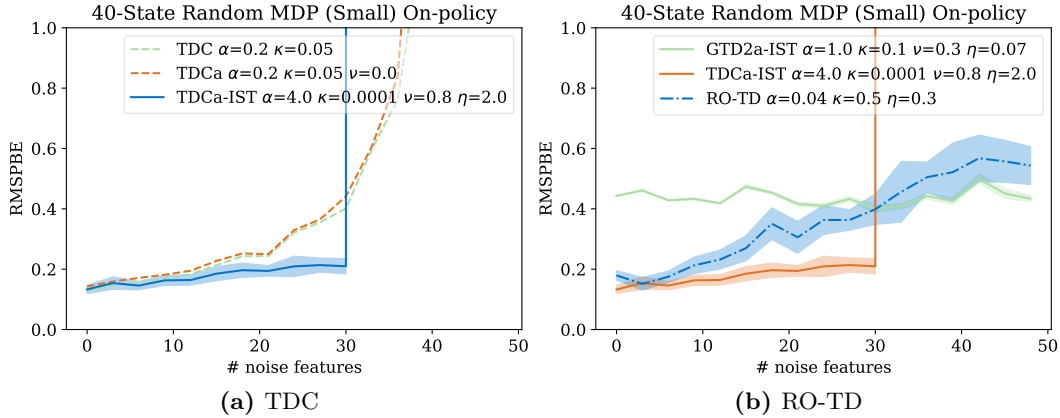 40-State Random MDP (Small) On-policy
1.0
0.8
0.6
0.4
0.2
0.0
RMSPBE
TDC α=0.2 κ=0.05
TDCa α=0.2 κ=0.05 ν=0.0
TDCa-IST α=4.0 κ=0.0001 ν=0.8 η=2.0
0 10 20 30 40 50
# noise features
(a) TDC
40-State Random MDP (Small) On-policy
1.0
0.8
0.6
0.4
0.2
0.0
RMSPBE
GTD2a-IST α=1.0 κ=0.1 ν=0.3 η=0.07
TDCa-IST α=4.0 κ=0.0001 ν=0.8 η=2.0
RO-TD α=0.04 κ=0.5 η=0.3
0 10 20 30 40 50
# noise features
(b) RO-TD